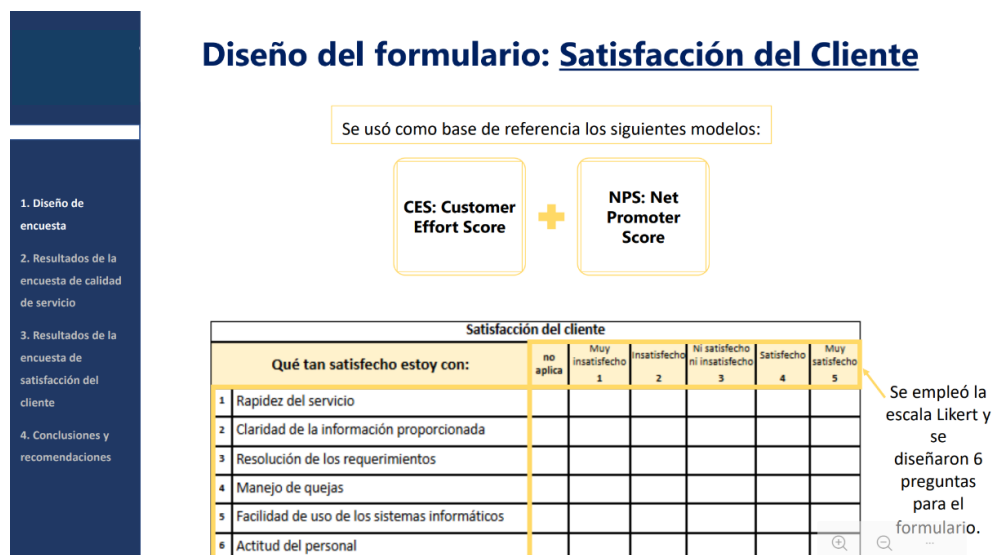 Diseño del formulario: Satisfacción del Cliente
Se usó como base de referencia los siguientes modelos:
CES: Customer
Effort Score
NPS: Net
Promoter
Score
1. Diseño de
encuesta
2. Resultados de la
encuesta de calidad
de servicio
3. Resultados de la
encuesta de
satisfacción del
cliente
4. Conclusiones y
recomendaciones
Satisfacción del cliente
Qué tan satisfecho estoy con:
no
aplica
Muy
insatisfecho
1
Insatisfecho
2
Ni satisfecho
ni insatisfecho
3
Satisfecho
4
Muy
satisfecho
5
1 Rapidez del servicio
2 Claridad de la información proporcionada
3 Resolución de los requerimientos
4 Manejo de quejas
5 Facilidad de uso de los sistemas informáticos
6 Actitud del personal
Se empleó la
escala Likert y
se
diseñaron 6
preguntas
para el
formulario.